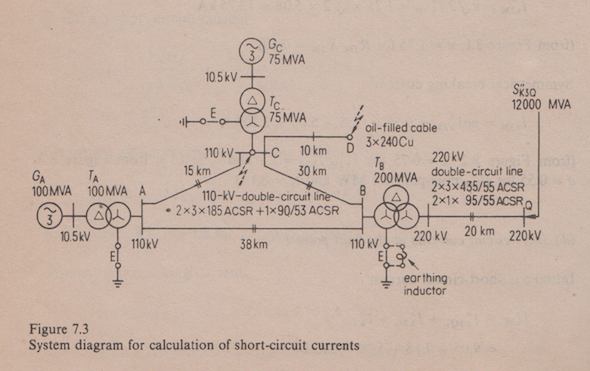 G_C
3
75 MVA
10.5 kV
T_C
75 MVA
E
S"_K3Q
12000 MVA
110 kV
C
10 km
D
oil-filled cable
3×240 Cu
15 km
30 km
G_A
100 MVA
T_A
100 MVA
A
110-kV-double-circuit line
2×3×185 ACSR +1×90/53 ACSR
B
T_B
200 MVA
220 kV
double-circuit line
2×3×435/55 ACSR
2×1× 95/55 ACSR
3
Q
10.5 kV
110 kV
38 km
110 kV
220 kV
20 km
220 kV
E
E
earthing
inductor
Figure 7.3
System diagram for calculation of short-circuit currents